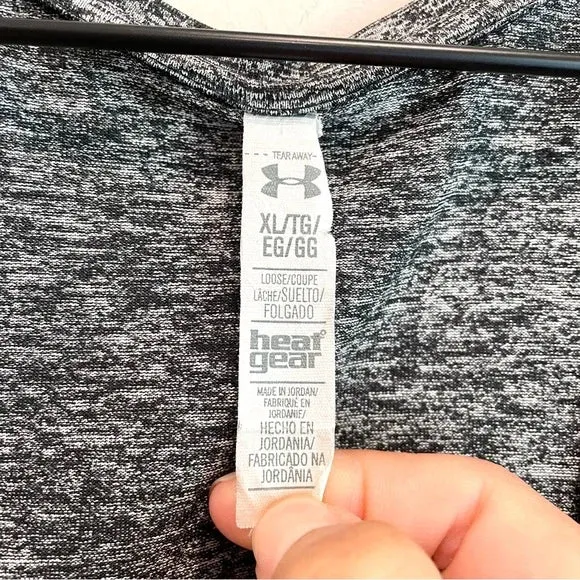 TEAR AWAY
XL/TG/
EG/GG
LOOSE/COUPE
LÂCHE/SUELTO/
FOLGADO
heat
gear
MADE IN JORDAN/
FABRIQUÉ EN
JORDANIE/
HECHO EN
JORDANIA/
FABRICADO NA
JORDÂNIA